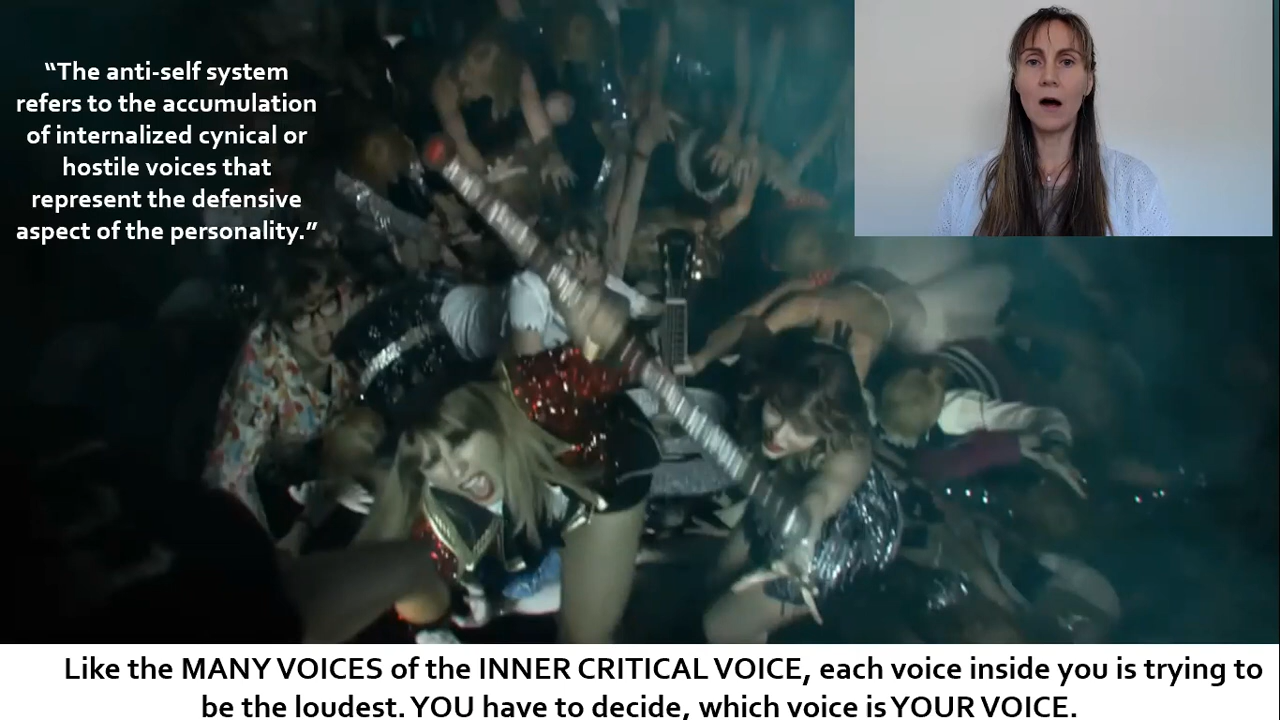 “The anti-self system
refers to the accumulation
of internalized cynical or
hostile voices that
represent the defensive
aspect of the personality.”
Like the MANY VOICES of the INNER CRITICAL VOICE, each voice inside you is trying to
be the loudest. YOU have to decide, which voice is YOUR VOICE.